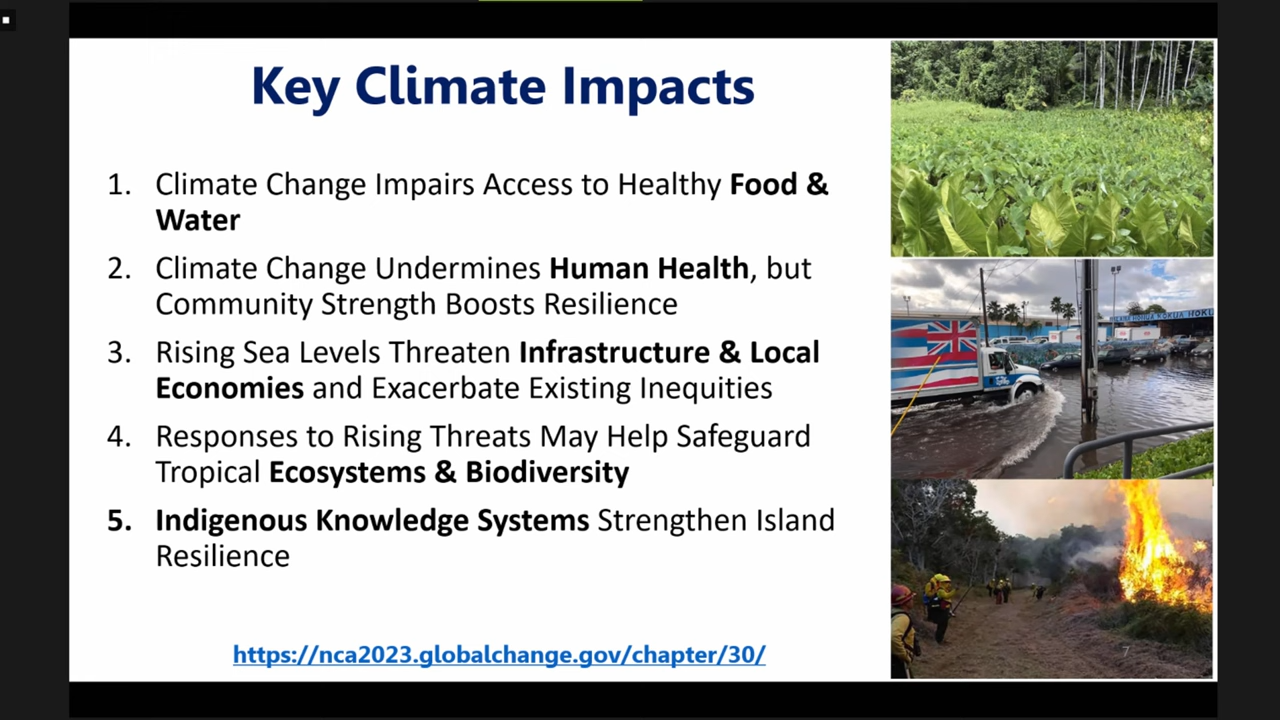 Key Climate Impacts
1. Climate Change Impairs Access to Healthy Food &
Water
2. Climate Change Undermines Human Health, but
Community Strength Boosts Resilience
3. Rising Sea Levels Threaten Infrastructure & Local
Economies and Exacerbate Existing Inequities
4. Responses to Rising Threats May Help Safeguard
Tropical Ecosystems & Biodiversity
5. Indigenous Knowledge Systems Strengthen Island
Resilience
https://nca2023.globalchange.gov/chapter/30/
7